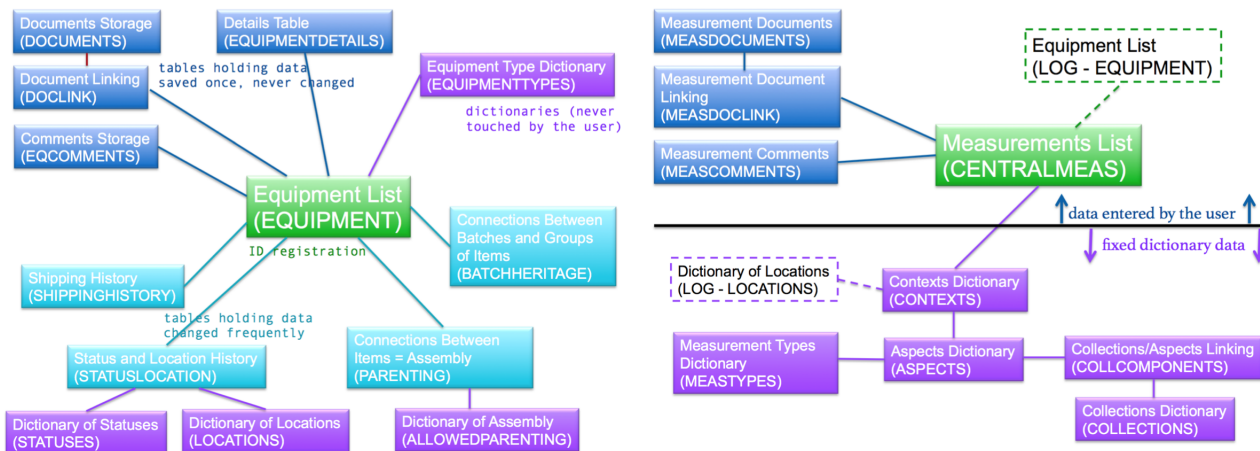 Documents Storage
(DOCUMENTS)
Details Table
(EQUIPMENTDETAILS)
Document Linking
(DOCLINK)
tables holding data
saved once, never changed
Equipment Type Dictionary
(EQUIPMENTTYPES)
dictionaries (never
touched by the user)
Comments Storage
(EQCOMMENTS)
Equipment List
(EQUIPMENT)
ID registration
Connections Between
Batches and Groups
of Items
(BATCHHERITAGE)
Shipping History
(SHIPPINGHISTORY)
tables holding data
changed frequently
Status and Location History
(STATUSLOCATION)
Connections Between
Items = Assembly
(PARENTING)
Dictionary of Statuses
(STATUSES)
Dictionary of Locations
(LOCATIONS)
Dictionary of Assembly
(ALLOWEDPARENTING)
Measurement Documents
(MEASDOCUMENTS)
Equipment List
(LOG - EQUIPMENT)
Measurement Document
Linking
(MEASDOCLINK)
Measurements List
(CENTRALMEAS)
Measurement Comments
(MEASCOMMENTS)
data entered by the user
fixed dictionary data
Dictionary of Locations
(LOG - LOCATIONS)
Contexts Dictionary
(CONTEXTS)
Measurement Types
Dictionary
(MEASTYPES)
Aspects Dictionary
(ASPECTS)
Collections/Aspects Linking
(COLLCOMPONENTS)
Collections Dictionary
(COLLECTIONS)